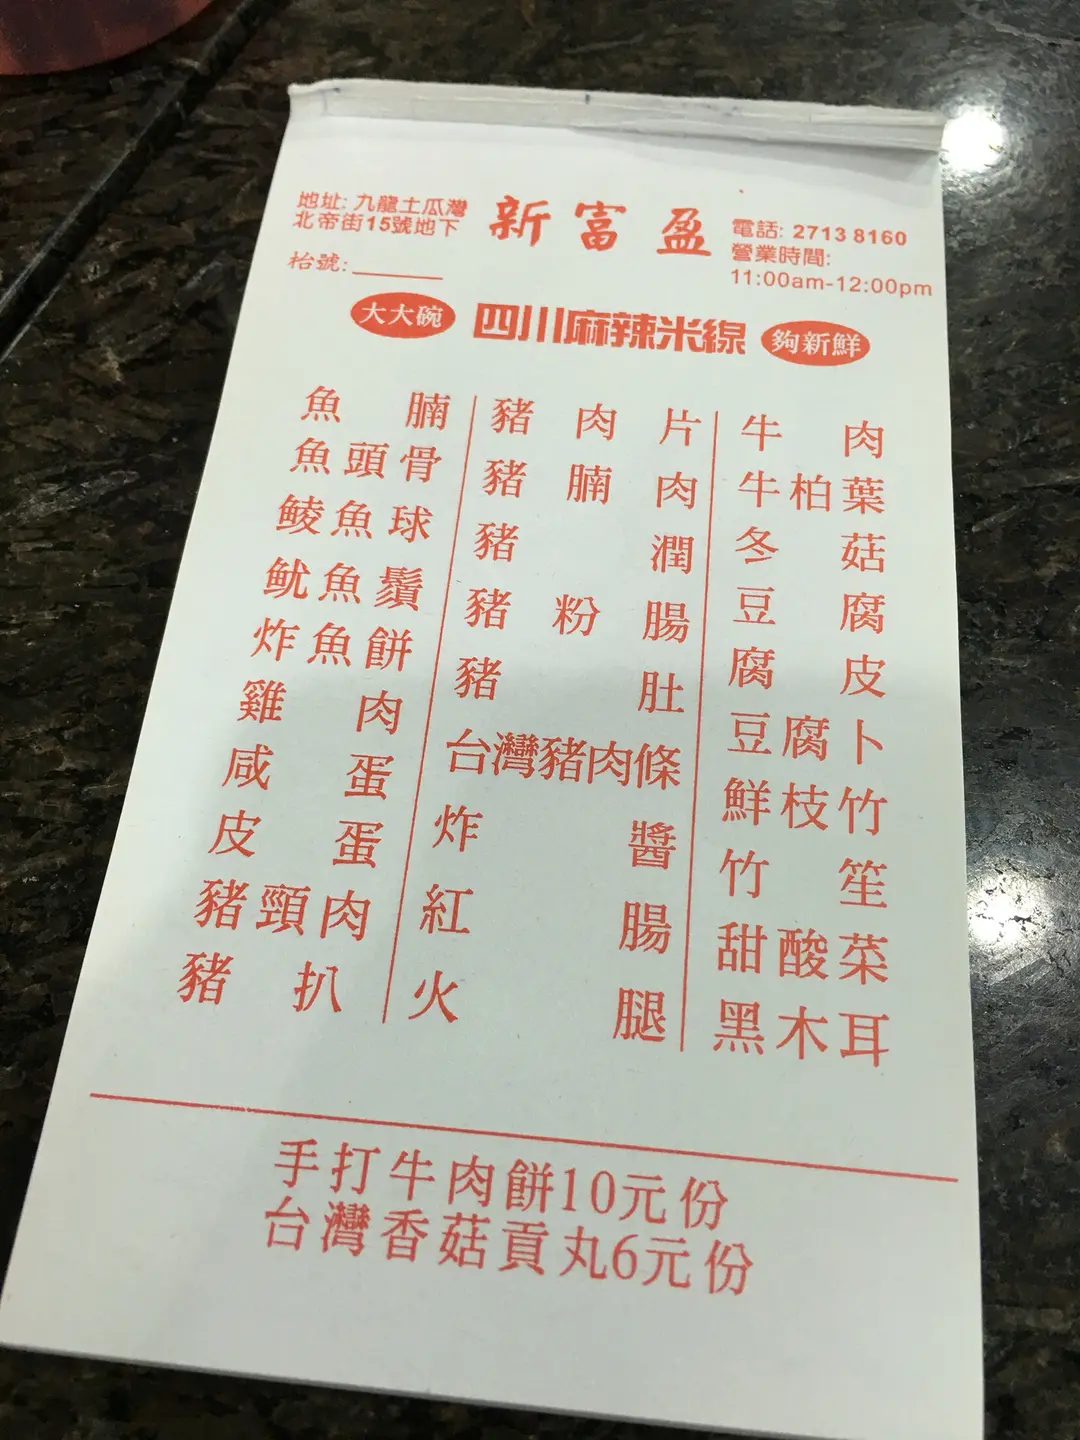 地址: 九龍土瓜灣
北帝街15號地下
新富盈
電話: 2713 8160
營業時間:
11:00am-12:00pm
枱號:
大大碗
四川麻辣米線
夠新鮮
魚腩
魚頭骨
鯪魚球
魷魚鬚
炸魚餅
雞肉
咸蛋
皮蛋
豬頸肉
豬扒
豬肉片
豬腩肉
豬潤
豬粉腸
豬肚
台灣豬肉條
炸醬
紅腸
火腿
牛肉
牛柏葉
冬菇
豆腐
腐皮
豆腐卜
鮮枝竹
竹笙
甜酸菜
黑木耳
手打牛肉餅10元份
台灣香菇貢丸6元份